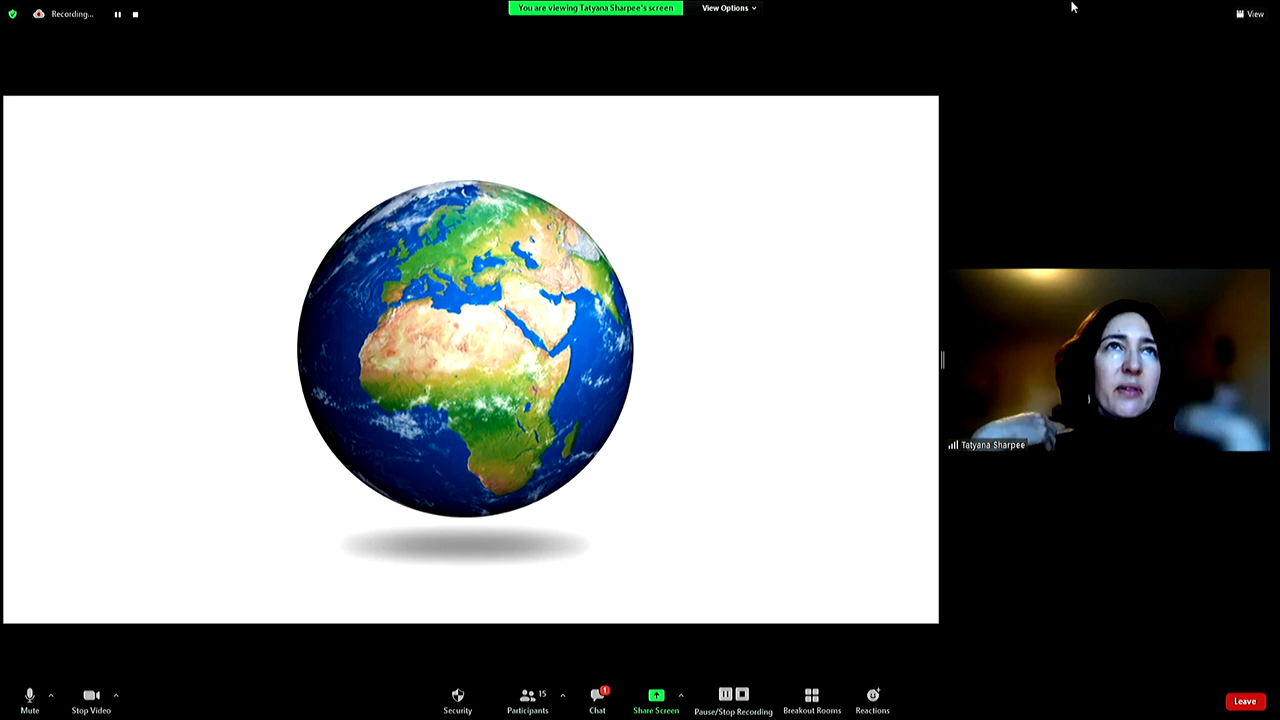 Recording...
You are viewing Tatyana Sharpee's screen
View Options
View
Tatyana Sharpee
Mute
Stop Video
Security
Participants
15
Chat
1
Share Screen
Pause/Stop Recording
Breakout Rooms
Reactions
Leave